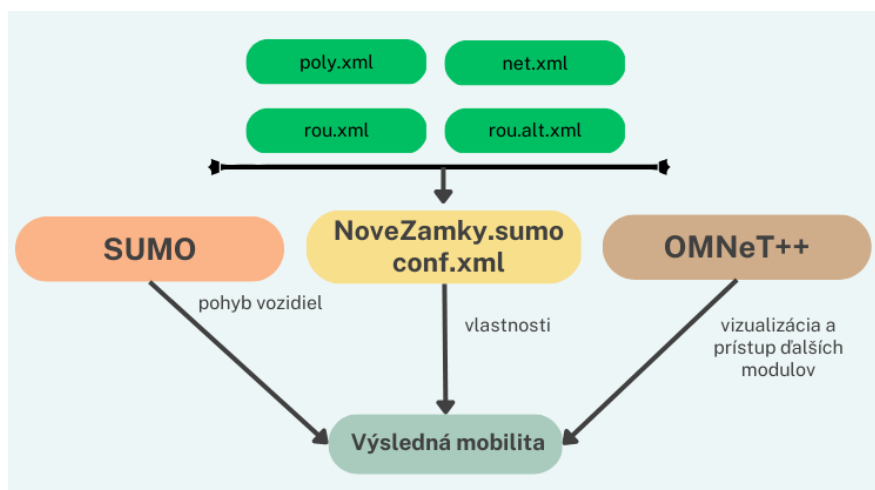 poly.xml
net.xml
rou.xml
rou.alt.xml
SUMO
NoveZamky.sumo
conf.xml
OMNeT++
pohyb vozidiel
vlastnosti
vizualizácia a
prístup ďalších
modulov
Výsledná mobilita